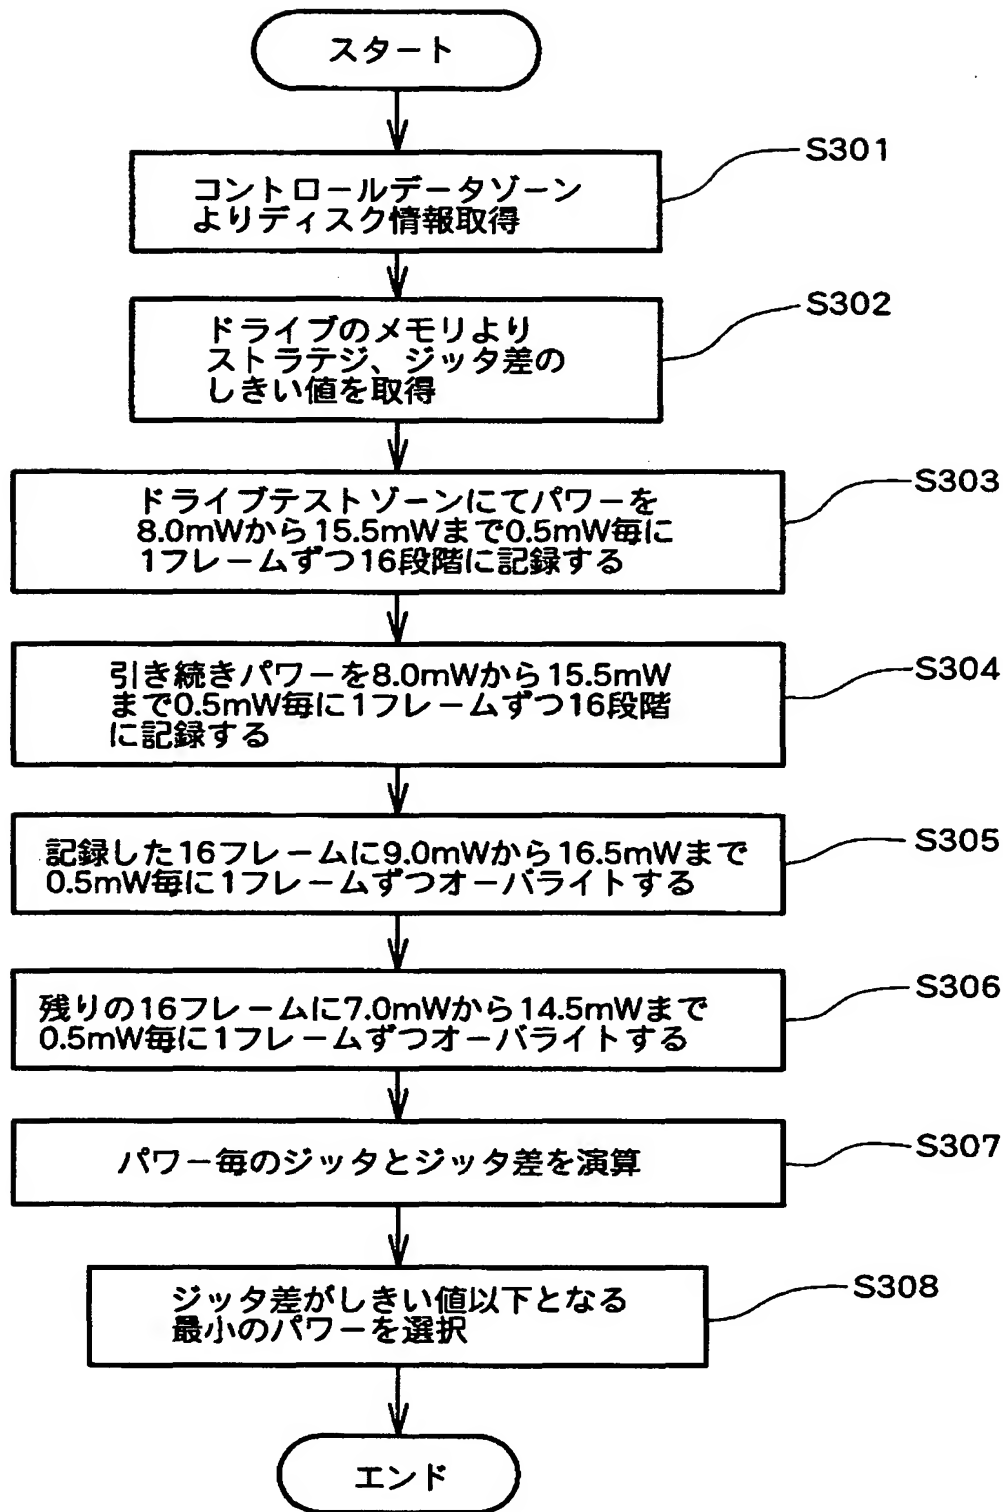 スタート
S301
コントロールデータゾーン
よりディスク情報取得
S302
ドライブのメモリより
ストラテジ、ジッタ差の
しきい値を取得
S303
ドライブテストゾーンにてパワーを
8.0mWから15.5mWまで0.5mW毎に
1フレームずつ16段階に記録する
S304
引き続きパワーを8.0mWから15.5mW
まで0.5mW毎に1フレームずつ16段階
に記録する
S305
記録した16フレームに9.0mWから16.5mWまで
0.5mW毎に1フレームずつオーバライトする
S306
残りの16フレームに7.0mWから14.5mWまで
0.5mW毎に1フレームずつオーバライトする
S307
パワー毎のジッタとジッタ差を演算
S308
ジッタ差がしきい値以下となる
最小のパワーを選択
エンド